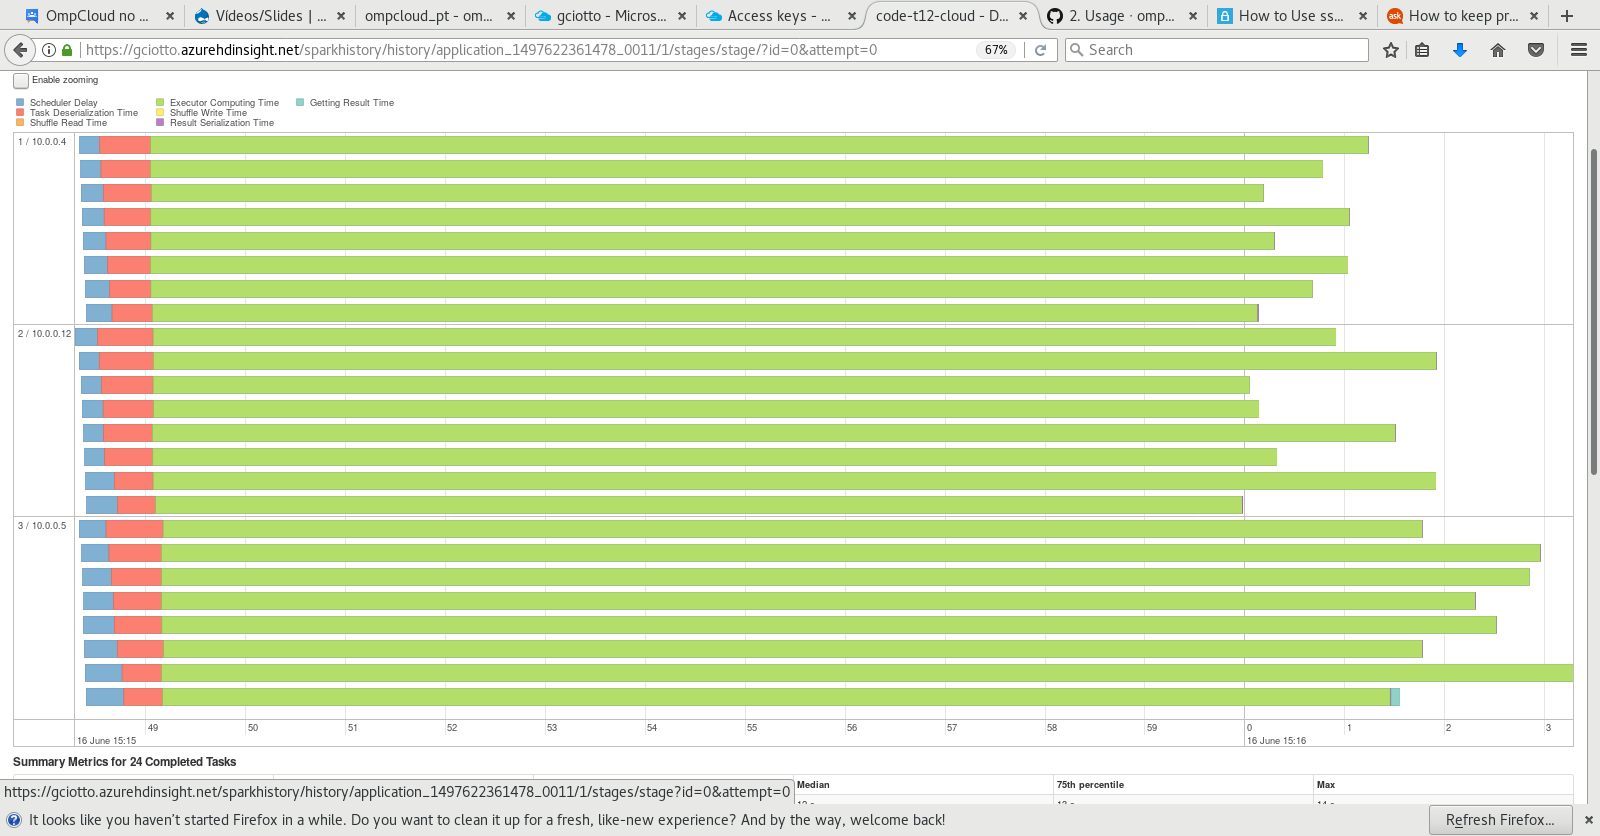 OmpCloud no ...
Vídeos/Slides | ...
ompcloud_pt - om...
gciotto - Micros...
Access keys - ...
code-t12-cloud - D...
2. Usage · omp...
How to Use ss...
How to keep pr...
https://gciotto.azurehdinsight.net/sparkhistory/history/application_1497622361478_0011/1/stages/stage/?id=0&attempt=0
67%
Search
Enable zooming
Scheduler Delay
Executor Computing Time
Getting Result Time
Task Deserialization Time
Shuffle Write Time
Shuffle Read Time
Result Serialization Time
1 / 10.0.0.4
2 / 10.0.0.12
3 / 10.0.0.5
49 50 51 52 53 54 55 56 57 58 59 0 1 2 3
16 June 15:15
16 June 15:16
Summary Metrics for 24 Completed Tasks
Median
75th percentile
Max
https://gciotto.azurehdinsight.net/sparkhistory/history/application_1497622361478_0011/1/stages/stage?id=0&attempt=0
It looks like you haven't started Firefox in a while. Do you want to clean it up for a fresh, like-new experience? And by the way, welcome back!
Refresh Firefox...